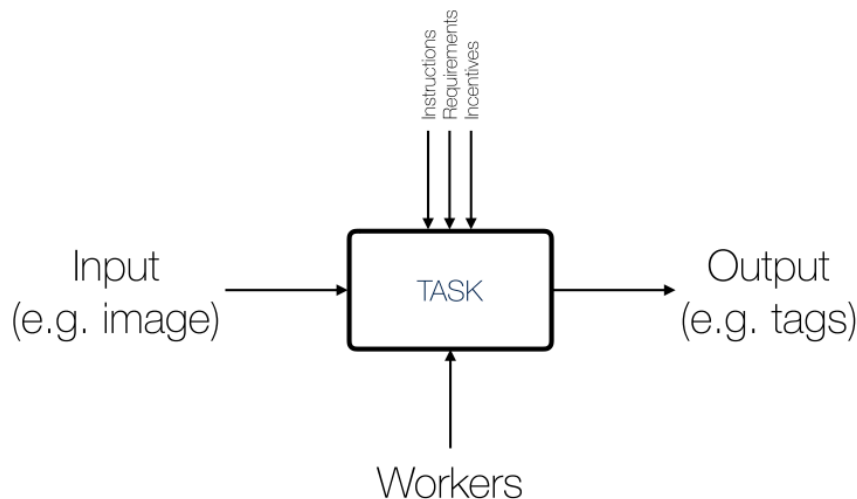 Instructions
Requirements
Incentives
Input
(e.g. image)
TASK
Output
(e.g. tags)
Workers